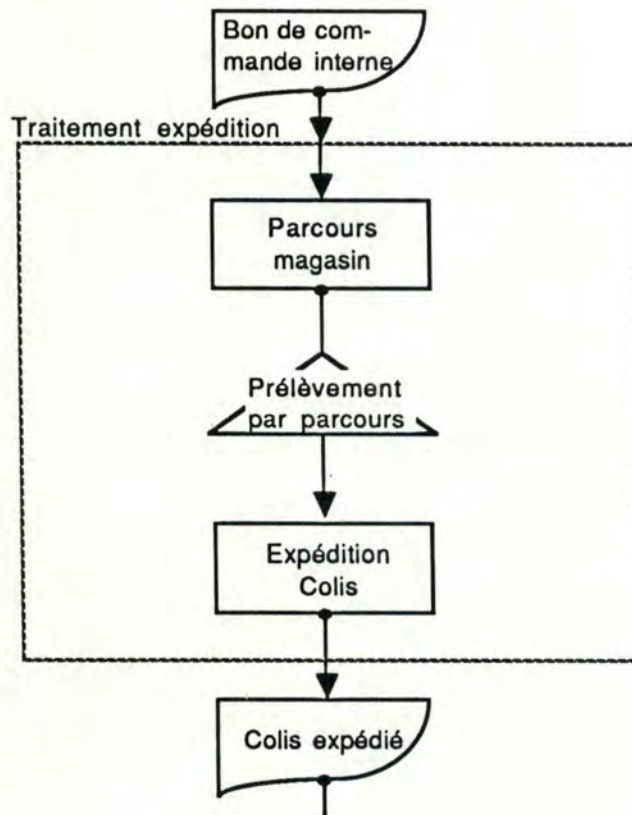 Bon de com-
mande interne
Traitement expédition
Parcours
magasin
Prélèvement
par parcours
Expédition
Colis
Colis expédié